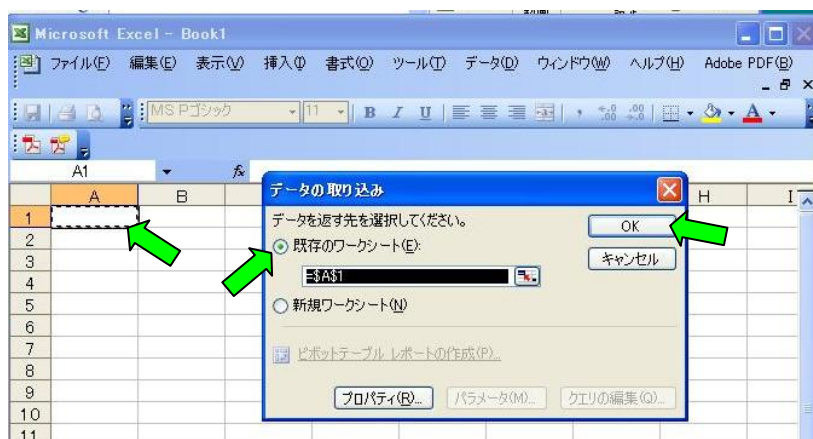 Microsoft Excel - Book1
ファイル(F) 編集(E) 表示(V) 挿入(I) 書式(O) ツール(T) データ(D) ウィンドウ(W) ヘルプ(H) Adobe PDF(B)
MS Pゴシック 11 B I U
A1 fx
A B H I
データの取り込み
データを返す先を選択してください。
既存のワークシート(E):
=$A$1
新規ワークシート(N)
ピボットテーブル レポートの作成(P)...
プロパティ(R)... パラメータ(M)... クエリの編集(Q)...
OK
キャンセル
1
2
3
4
5
6
7
8
9
10
11